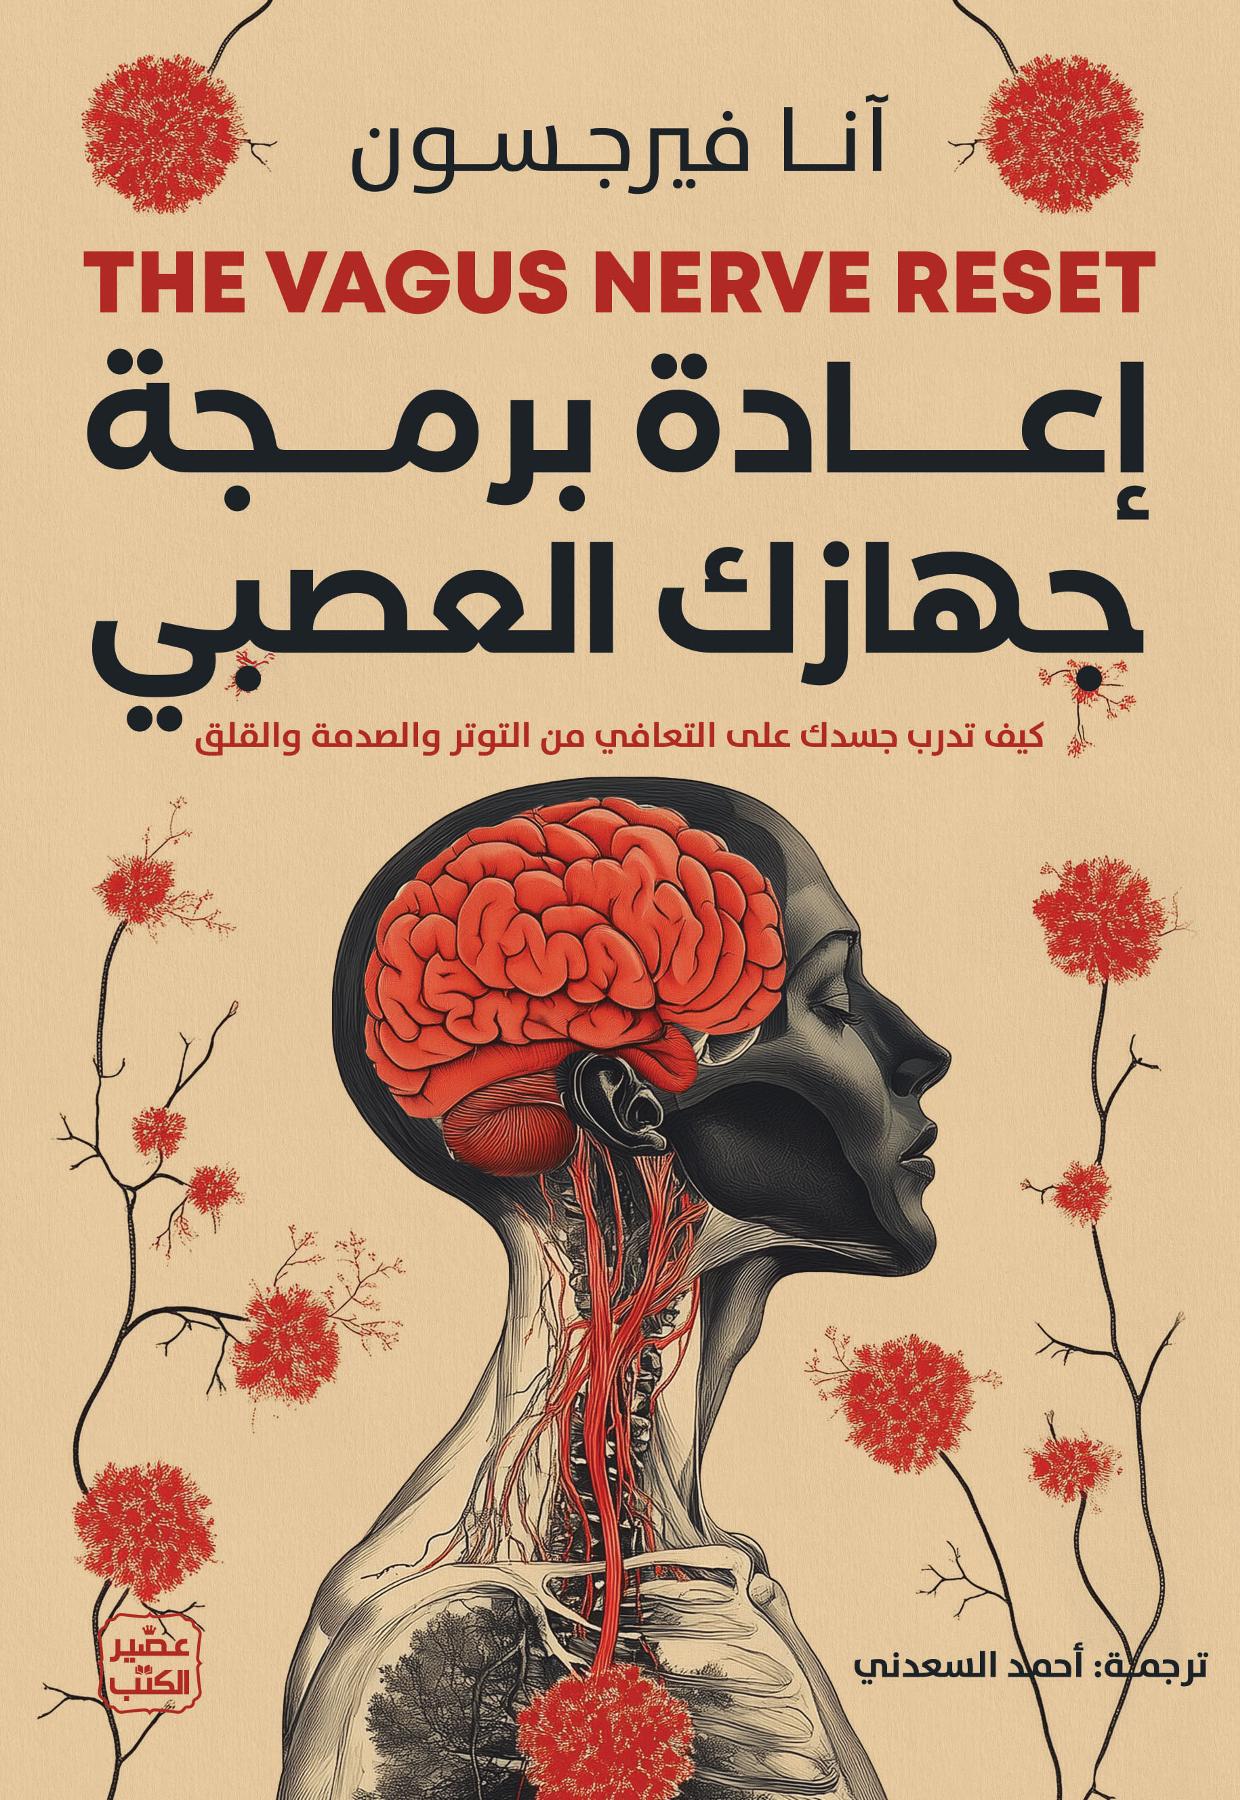 آنا فيرجسون
THE VAGUS NERVE RESET
إعادة برمجة
جهازك العصبي
كيف تدرب جسدك على التعافي من التوتر والصدمة والقلق
ترجمة: أحمد السعدني
عصير
الكتب